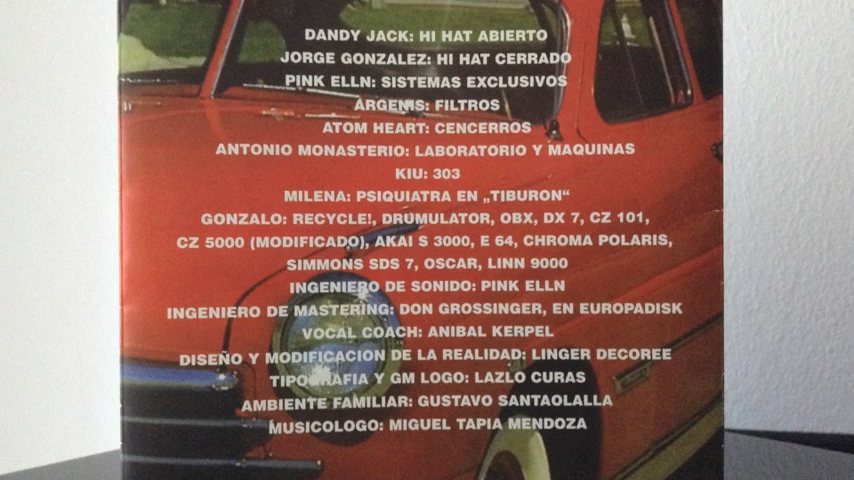 DANDY JACK: HI HAT ABIERTO
JORGE GONZALEZ: HI HAT CERRADO
PINK ELLN: SISTEMAS EXCLUSIVOS
ARGENIS: FILTROS
ATOM HEART: CENCERROS
ANTONIO MONASTERIO: LABORATORIO Y MAQUINAS
KIU: 303
MILENA: PSIQUIATRA EN „TIBURON“
GONZALO: RECYCLE!, DRUMULATOR, OBX, DX 7, CZ 101,
CZ 5000 (MODIFICADO), AKAI S 3000, E 64, CHROMA POLARIS,
SIMMONS SDS 7, OSCAR, LINN 9000
INGENIERO DE SONIDO: PINK ELLN
INGENIERO DE MASTERING: DON GROSSINGER, EN EUROPADISK
VOCAL COACH: ANIBAL KERPEL
DISEÑO Y MODIFICACION DE LA REALIDAD: LINGER DECOREE
TIPOGRAFIA Y GM LOGO: LAZLO CURAS
AMBIENTE FAMILIAR: GUSTAVO SANTAOLALLA
MUSICOLOGO: MIGUEL TAPIA MENDOZA